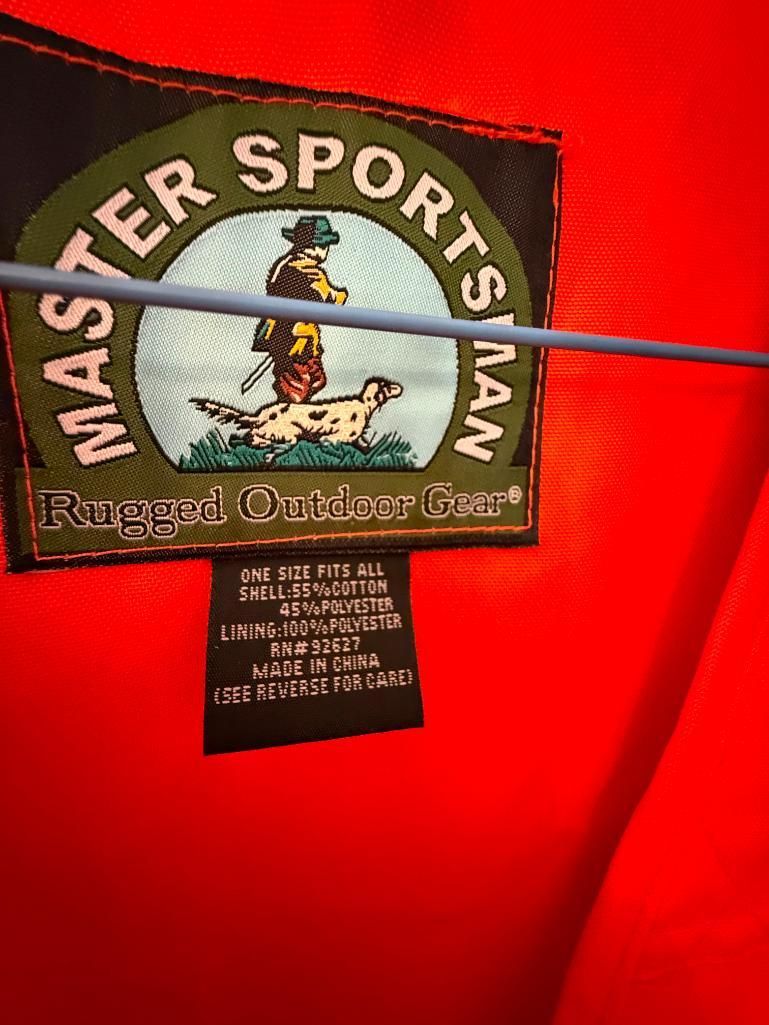 MASTER SPORTSMAN
Rugged Outdoor Gear®
ONE SIZE FITS ALL
SHELL:55%COTTON
45%POLYESTER
LINING:100%POLYESTER
RN#92627
MADE IN CHINA
(SEE REVERSE FOR CARE)